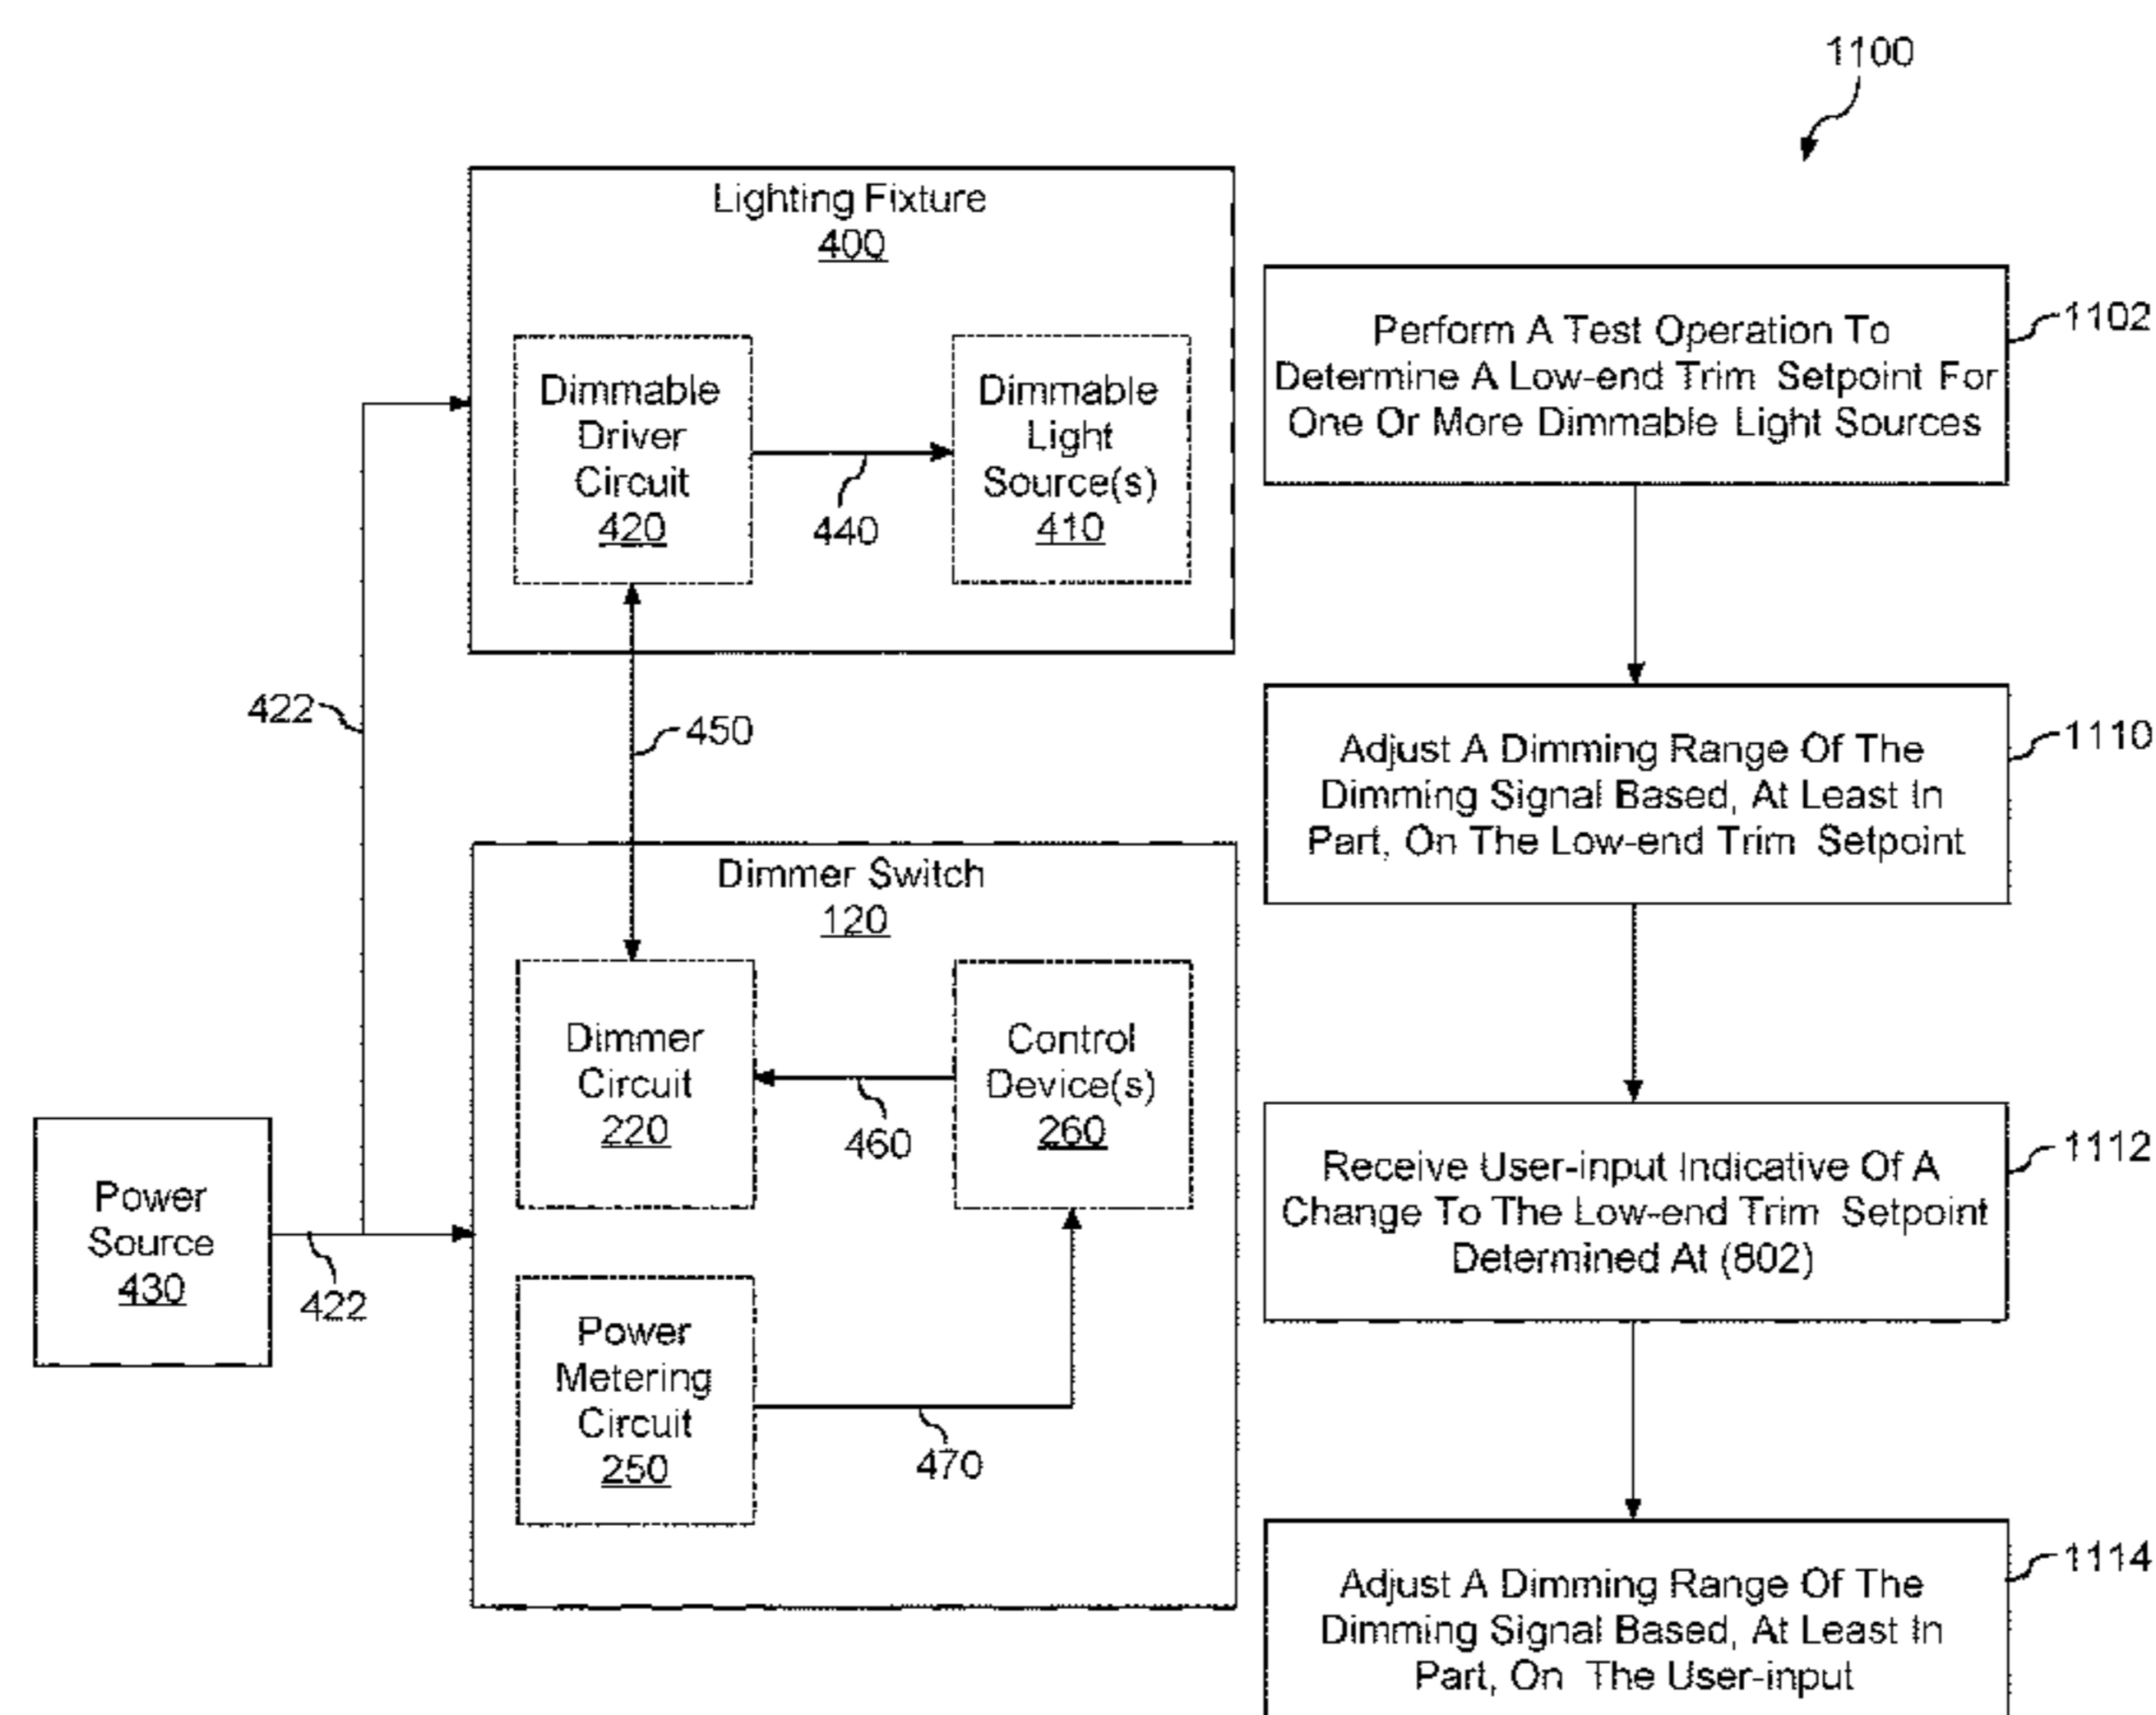 1100
Lighting Fixture
400
Dimmable
Driver
Circuit
420
440
Dimmable
Light
Source(s)
410
422
450
Dimmer Switch
120
Dimmer
Circuit
220
460
Control
Device(s)
260
Power
Source
430
422
Power
Metering
Circuit
250
470
Perform A Test Operation To
Determine A Low-end Trim Setpoint For
One Or More Dimmable Light Sources
1102
Adjust A Dimming Range Of The
Dimming Signal Based, At Least In
Part, On The Low-end Trim Setpoint
1110
Receive User-input Indicative Of A
Change To The Low-end Trim Setpoint
Determined At (802)
1112
Adjust A Dimming Range Of The
Dimming Signal Based, At Least In
Part, On The User-input
1114